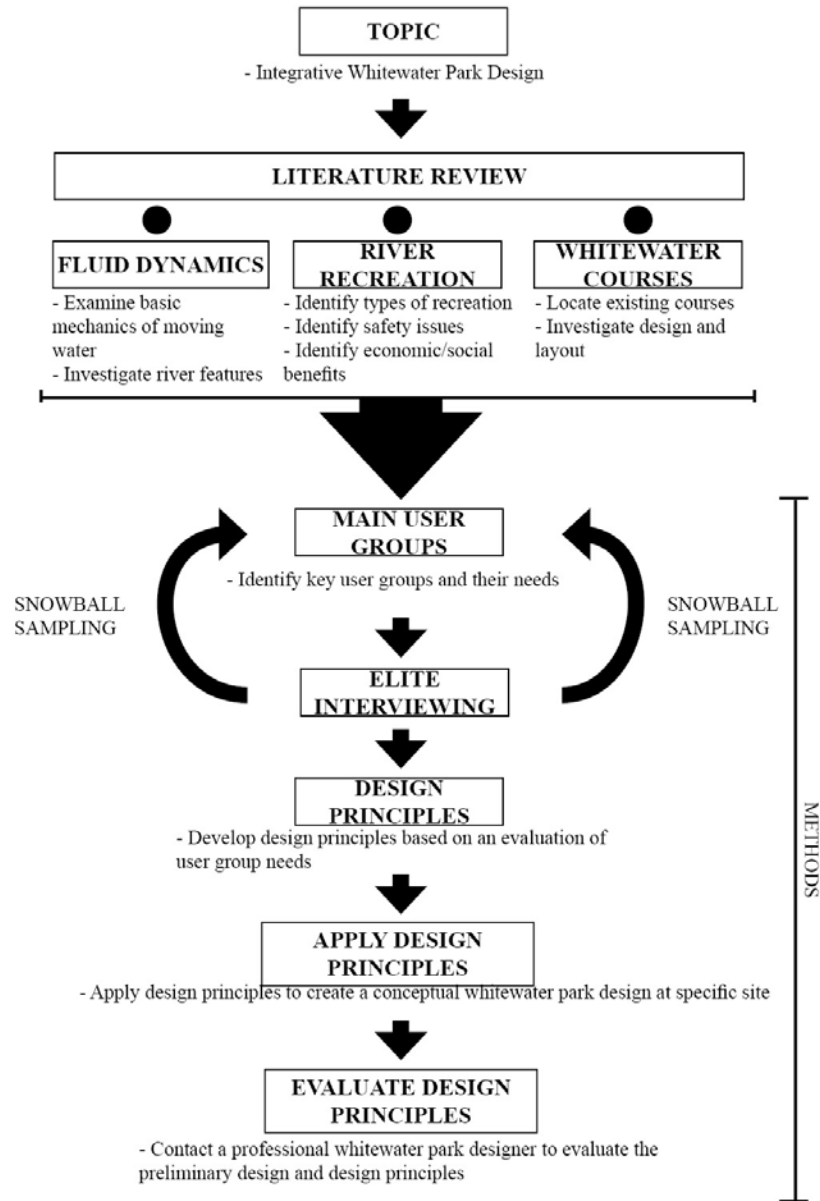 TOPIC
- Integrative Whitewater Park Design
LITERATURE REVIEW
FLUID DYNAMICS
- Examine basic
mechanics of moving
water
- Investigate river features
RIVER
RECREATION
- Identify types of recreation
- Identify safety issues
- Identify economic/social
benefits
WHITEWATER
COURSES
- Locate existing courses
- Investigate design and
layout
MAIN USER
GROUPS
- Identify key user groups and their needs
SNOWBALL
SAMPLING
SNOWBALL
SAMPLING
ELITE
INTERVIEWING
DESIGN
PRINCIPLES
- Develop design principles based on an evaluation of
user group needs
METHODS
APPLY DESIGN
PRINCIPLES
- Apply design principles to create a conceptual whitewater park design at specific site
EVALUATE DESIGN
PRINCIPLES
- Contact a professional whitewater park designer to evaluate the
preliminary design and design principles